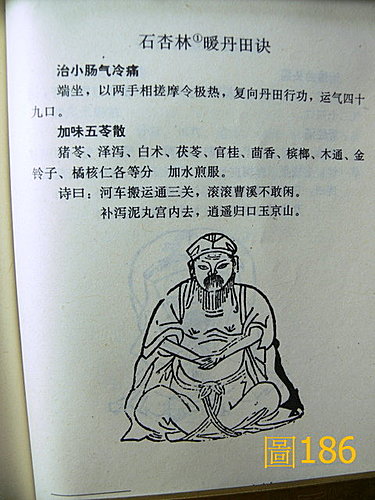 石杏林①暖丹田诀
治小肠气冷痛
端坐，以两手相搓摩令极热，复向丹田行功，运气四十
九口。
加味五苓散
猪苓、泽泻、白术、茯苓、官桂、茴香、槟榔、木通、金
铃子、橘核仁各等分 加水煎服。
诗曰：河车搬运通三关，滚滚曹溪不敢闲。
补泻泥丸宫内去，逍遥归口玉京山。
圖186